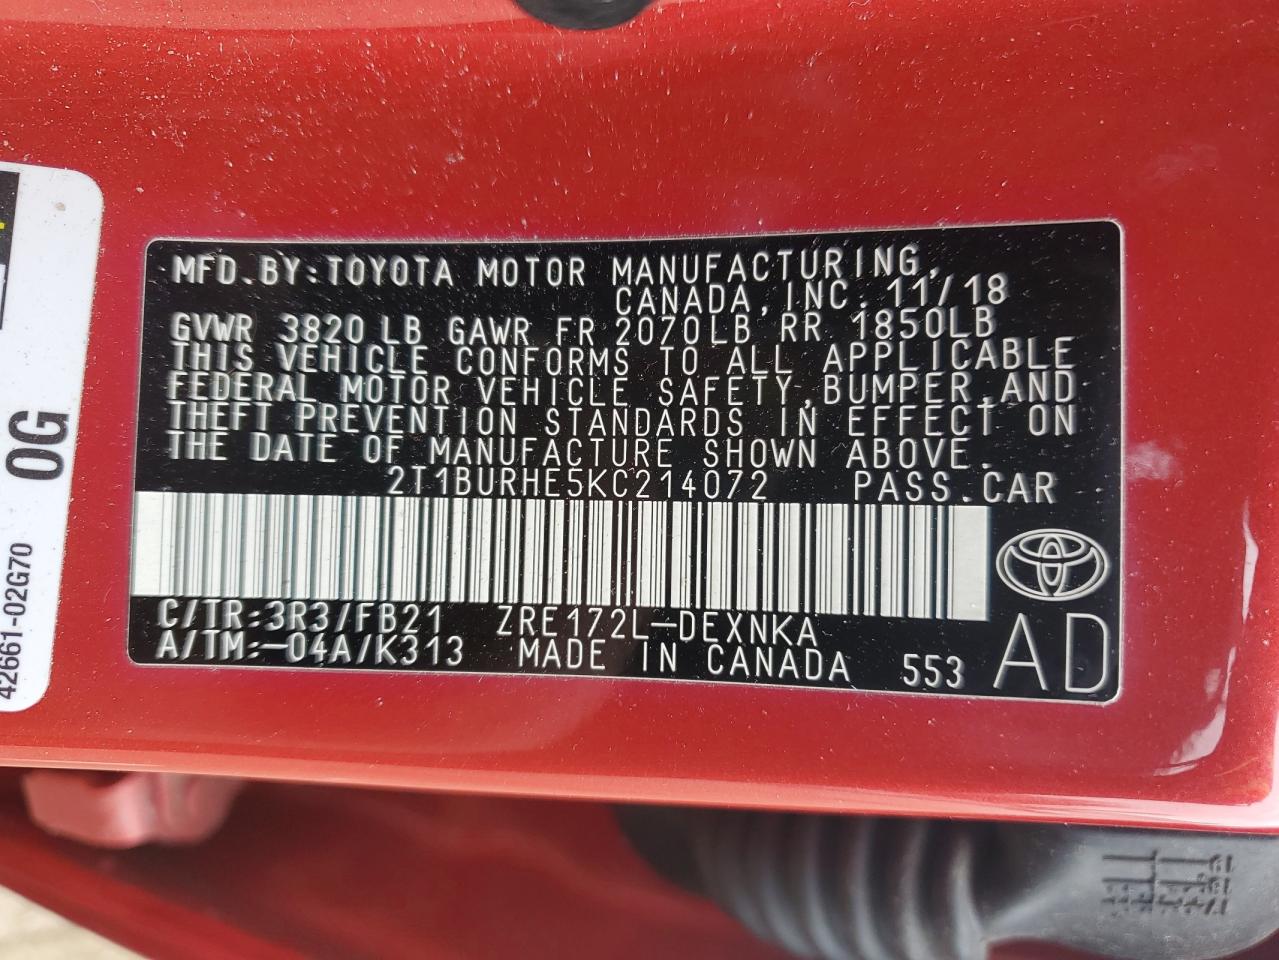 MFD.BY:TOYOTA MOTOR MANUFACTURING,
CANADA,INC. 11/18
GVWR 3820 LB GAWR FR 2070LB RR 1850LB
THIS VEHICLE CONFORMS TO ALL APPLICABLE
FEDERAL MOTOR VEHICLE SAFETY,BUMPER,AND
THEFT PREVENTION STANDARDS IN EFFECT ON
THE DATE OF MANUFACTURE SHOWN ABOVE.
2T1BURHE5KC214072 PASS.CAR
C/TR:3R3/FB21 ZRE172L-DEXNKA
A/TM:-04A/K313 MADE IN CANADA 553 AD
0G
42661-02G70